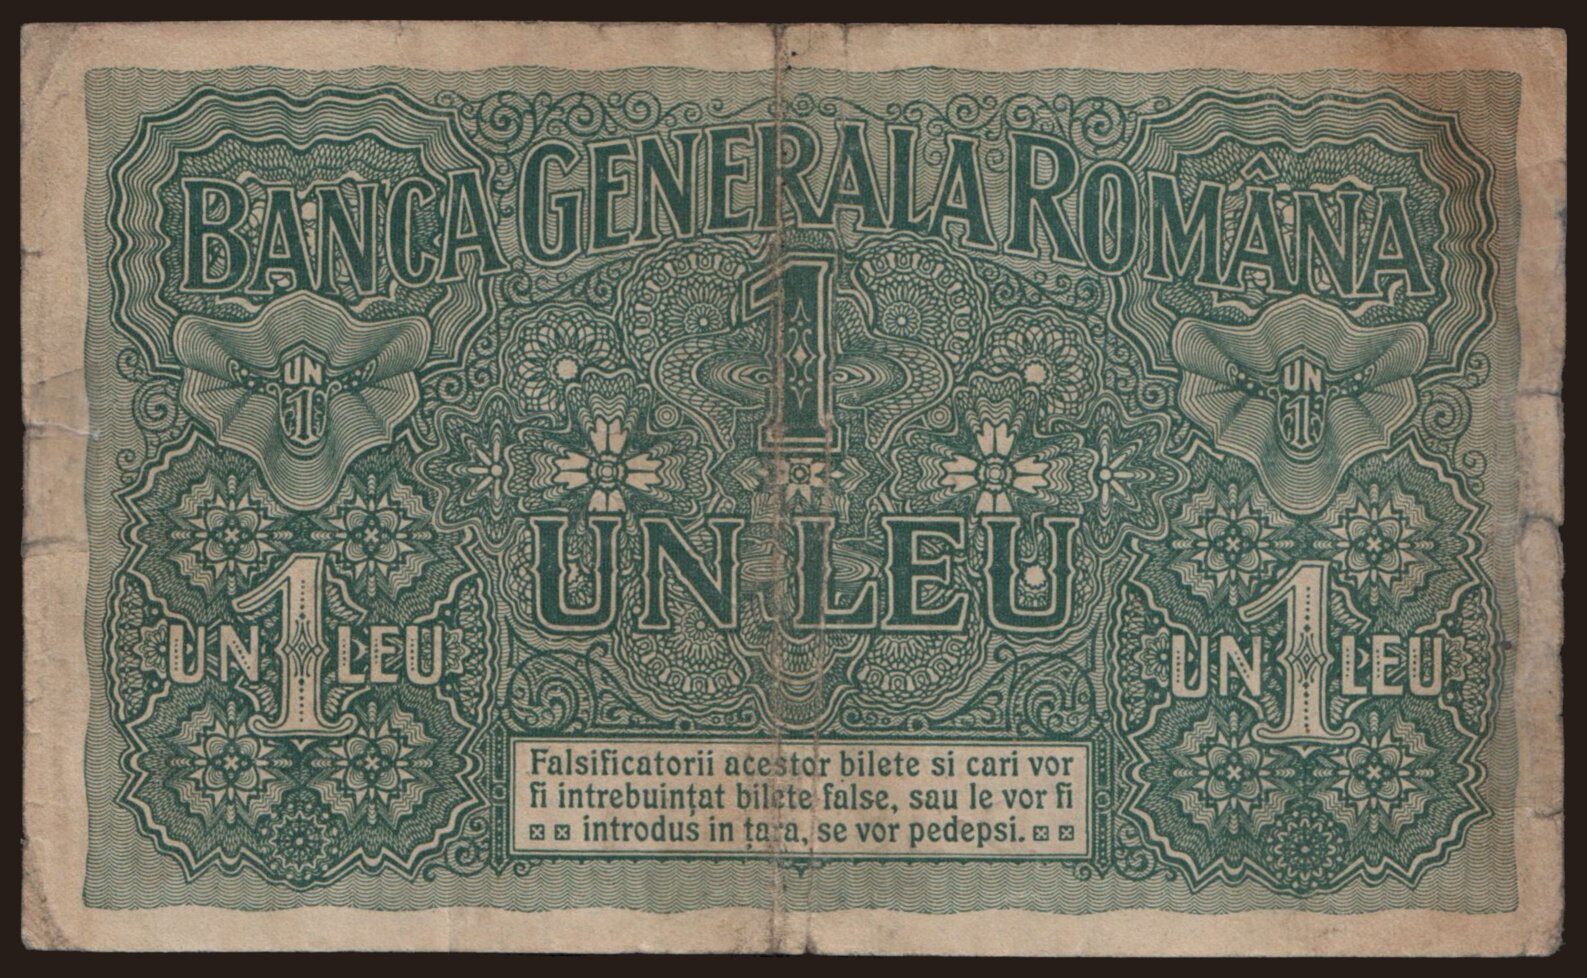 BANCA GENERALA ROMÂNA
1
UN
1
UN
1
UN LEU
UN 1 LEU
UN 1 LEU
Falsificatorii acestor bilete si cari vor
fi intrebuințat bilete false, sau le vor fi
introdus in țara, se vor pedepsi.